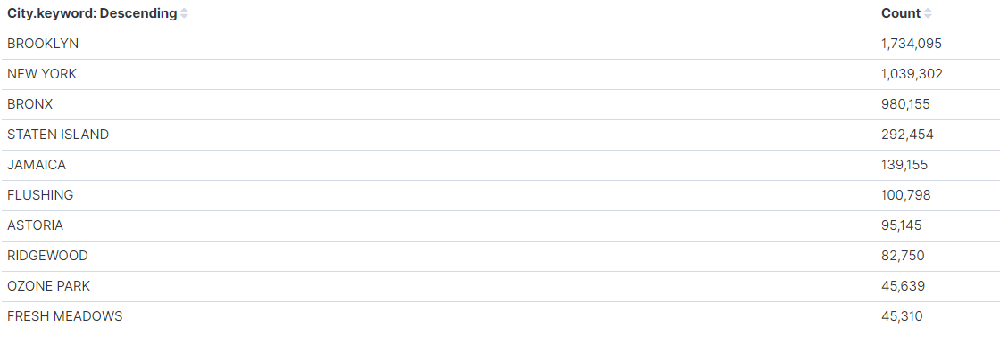 City.keyword: Descending Count
BROOKLYN 1,734,095
NEW YORK 1,039,302
BRONX 980,155
STATEN ISLAND 292,454
JAMAICA 139,155
FLUSHING 100,798
ASTORIA 95,145
RIDGEWOOD 82,750
OZONE PARK 45,639
FRESH MEADOWS 45,310